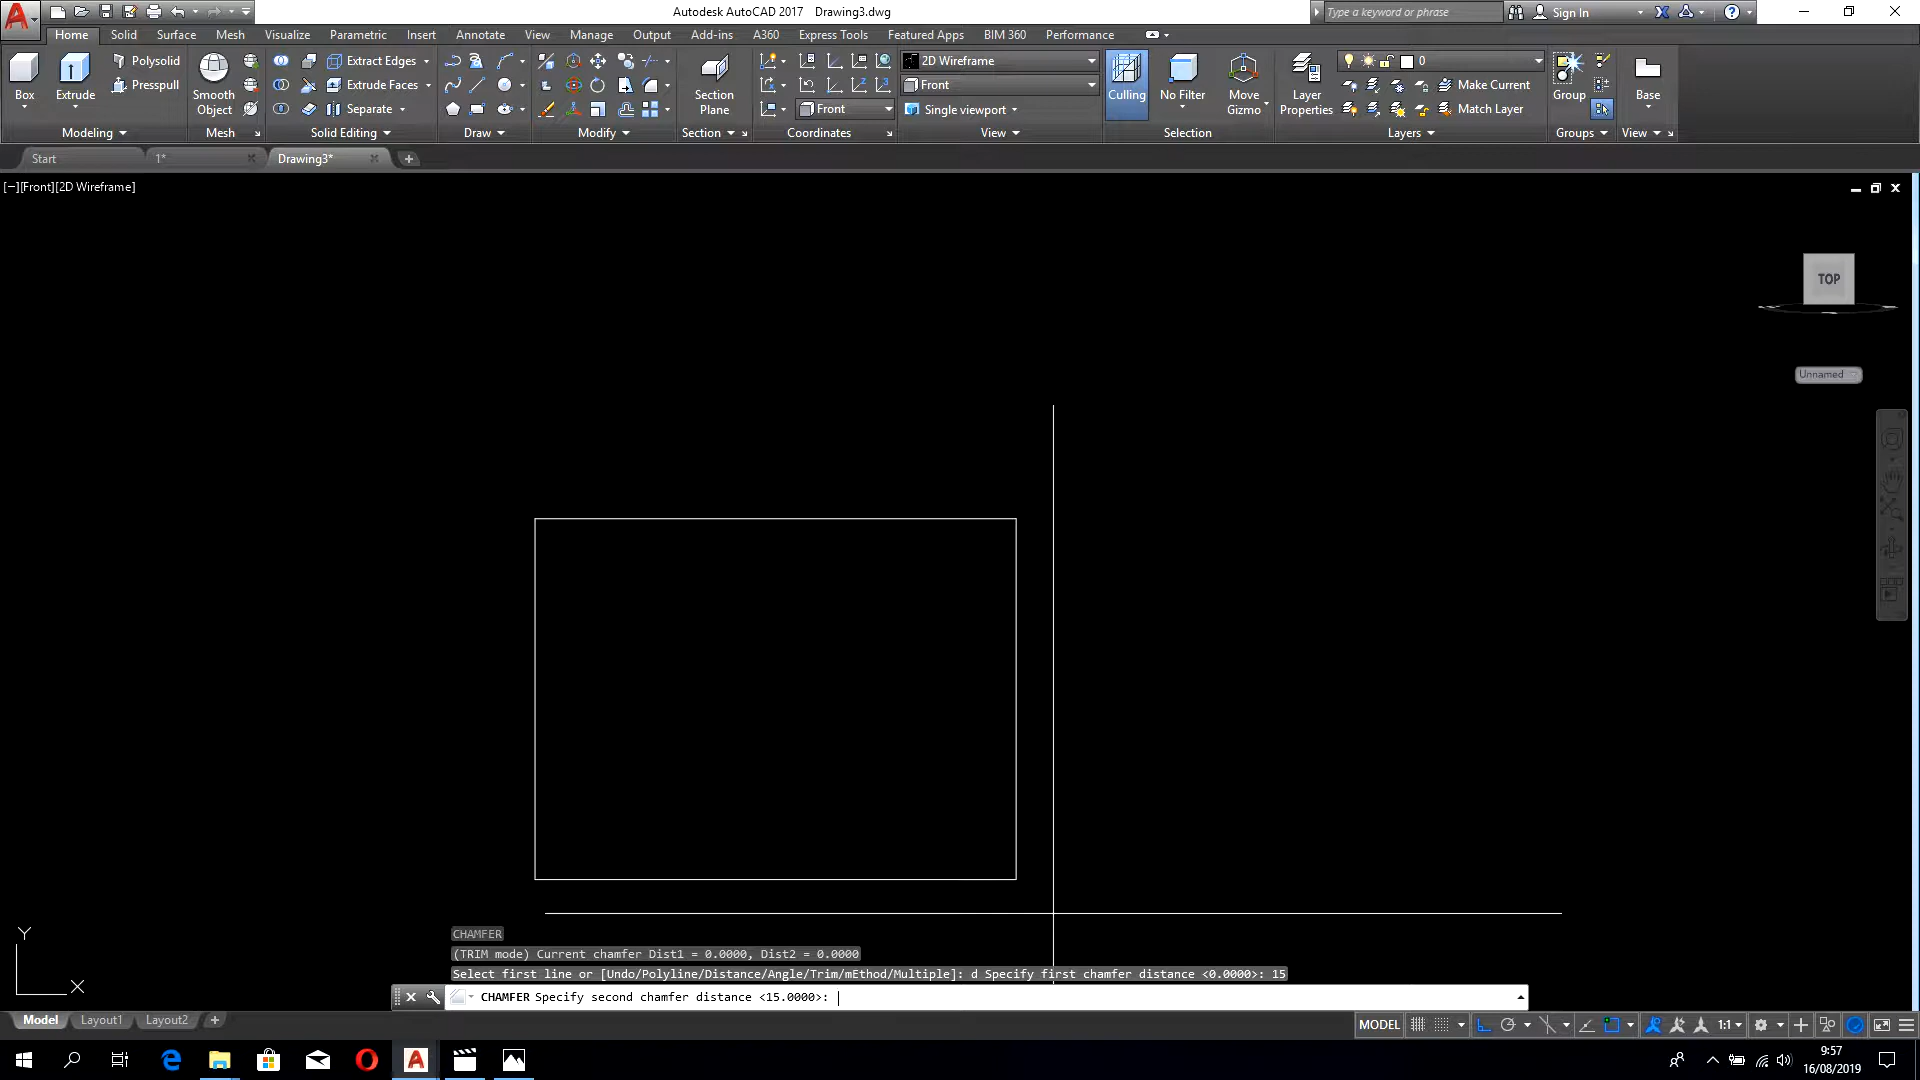 Autodesk AutoCAD 2017 Drawing3.dwg
Type a keyword or phrase
Sign In
Home Solid Surface Mesh Visualize Parametric Insert Annotate View Manage Output Add-ins A360 Express Tools Featured Apps BIM 360 Performance
Box
Extrude
Polysolid
Presspull
Modeling
Smooth
Object
Mesh
Extract Edges
Extrude Faces
Separate
Solid Editing
Draw
Modify
Section
Plane
Section
Front
Coordinates
2D Wireframe
Front
Single viewport
View
Culling
No Filter
Move
Gizmo
Selection
Layer
Properties
0
Make Current
Match Layer
Layers
Group
Groups
Base
View
Start 1* Drawing3*
[−][Front][2D Wireframe]
TOP
Unnamed
Y
X
CHAMFER
(TRIM mode) Current chamfer Dist1 = 0.0000, Dist2 = 0.0000
Select first line or [Undo/Polyline/Distance/Angle/Trim/mEthod/Multiple]: d Specify first chamfer distance <0.0000>: 15
CHAMFER Specify second chamfer distance <15.0000>:
Model Layout1 Layout2
MODEL 1:1
9:57
16/08/2019